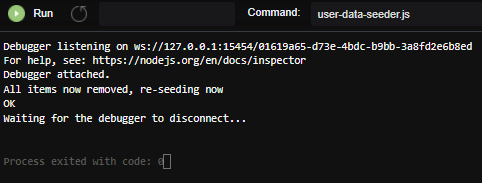 Run
Command:
user-data-seeder.js
Debugger listening on ws://127.0.0.1:15454/01619a65-d73e-4bdc-b9bb-3a8fd2e6b8ed
For help, see: https://nodejs.org/en/docs/inspector
Debugger attached.
All items now removed, re-seeding now
OK
Waiting for the debugger to disconnect...
Process exited with code: 0